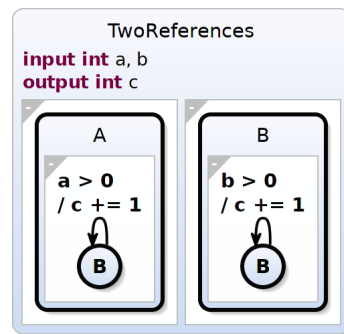 TwoReferences
input int a, b
output int c
-
A
-
a > 0
/ c += 1
B
-
B
-
b > 0
/ c += 1
B